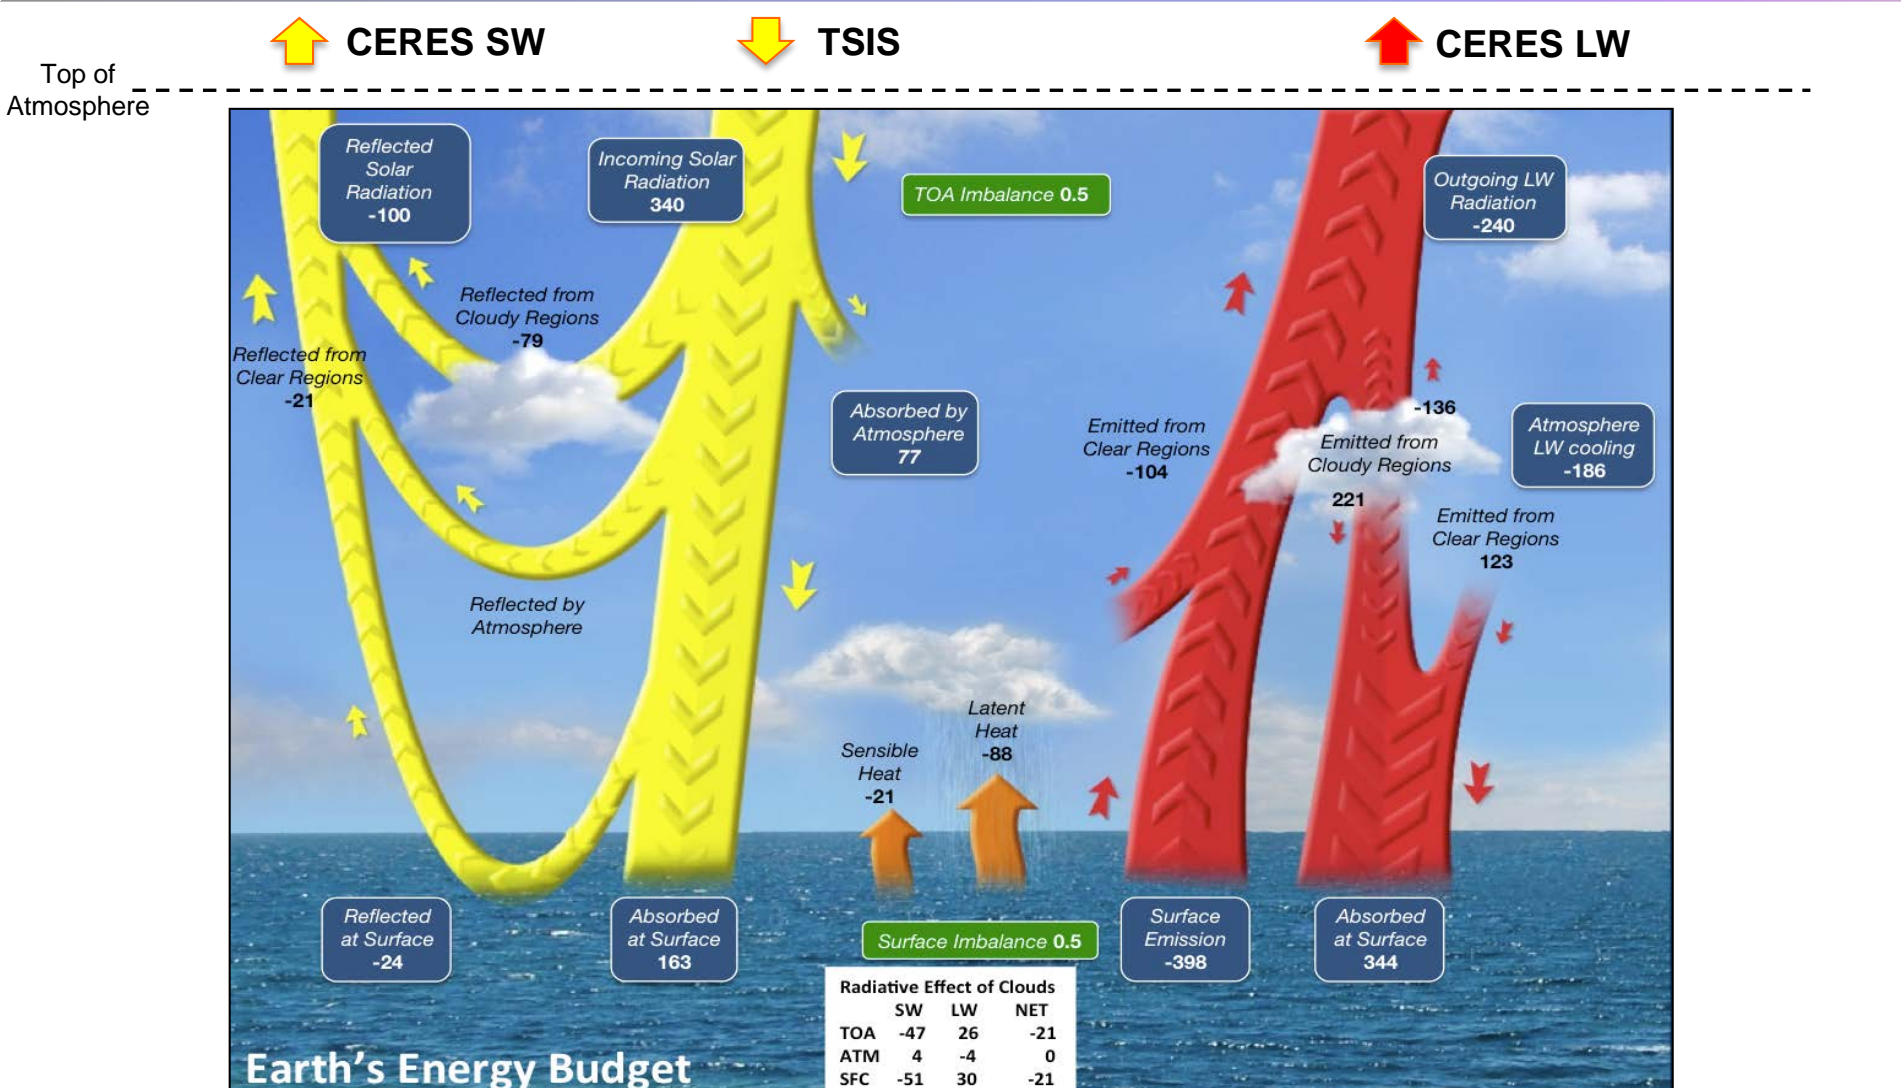 CERES SW
TSIS
CERES LW
Top of
Atmosphere
Reflected
Solar
Radiation
-100
Incoming Solar
Radiation
340
TOA Imbalance 0.5
Outgoing LW
Radiation
-240
Reflected from
Cloudy Regions
-79
Reflected from
Clear Regions
-21
Absorbed by
Atmosphere
77
Emitted from
Clear Regions
-104
-136
Emitted from
Cloudy Regions
221
Atmosphere
LW cooling
-186
Emitted from
Clear Regions
123
Reflected by
Atmosphere
Sensible
Heat
-21
Latent
Heat
-88
Reflected
at Surface
-24
Absorbed
at Surface
163
Surface Imbalance 0.5
Surface
Emission
-398
Absorbed
at Surface
344
Radiative Effect of Clouds
SW LW NET
TOA -47 26 -21
ATM 4 -4 0
SFC -51 30 -21
Earth's Energy Budget